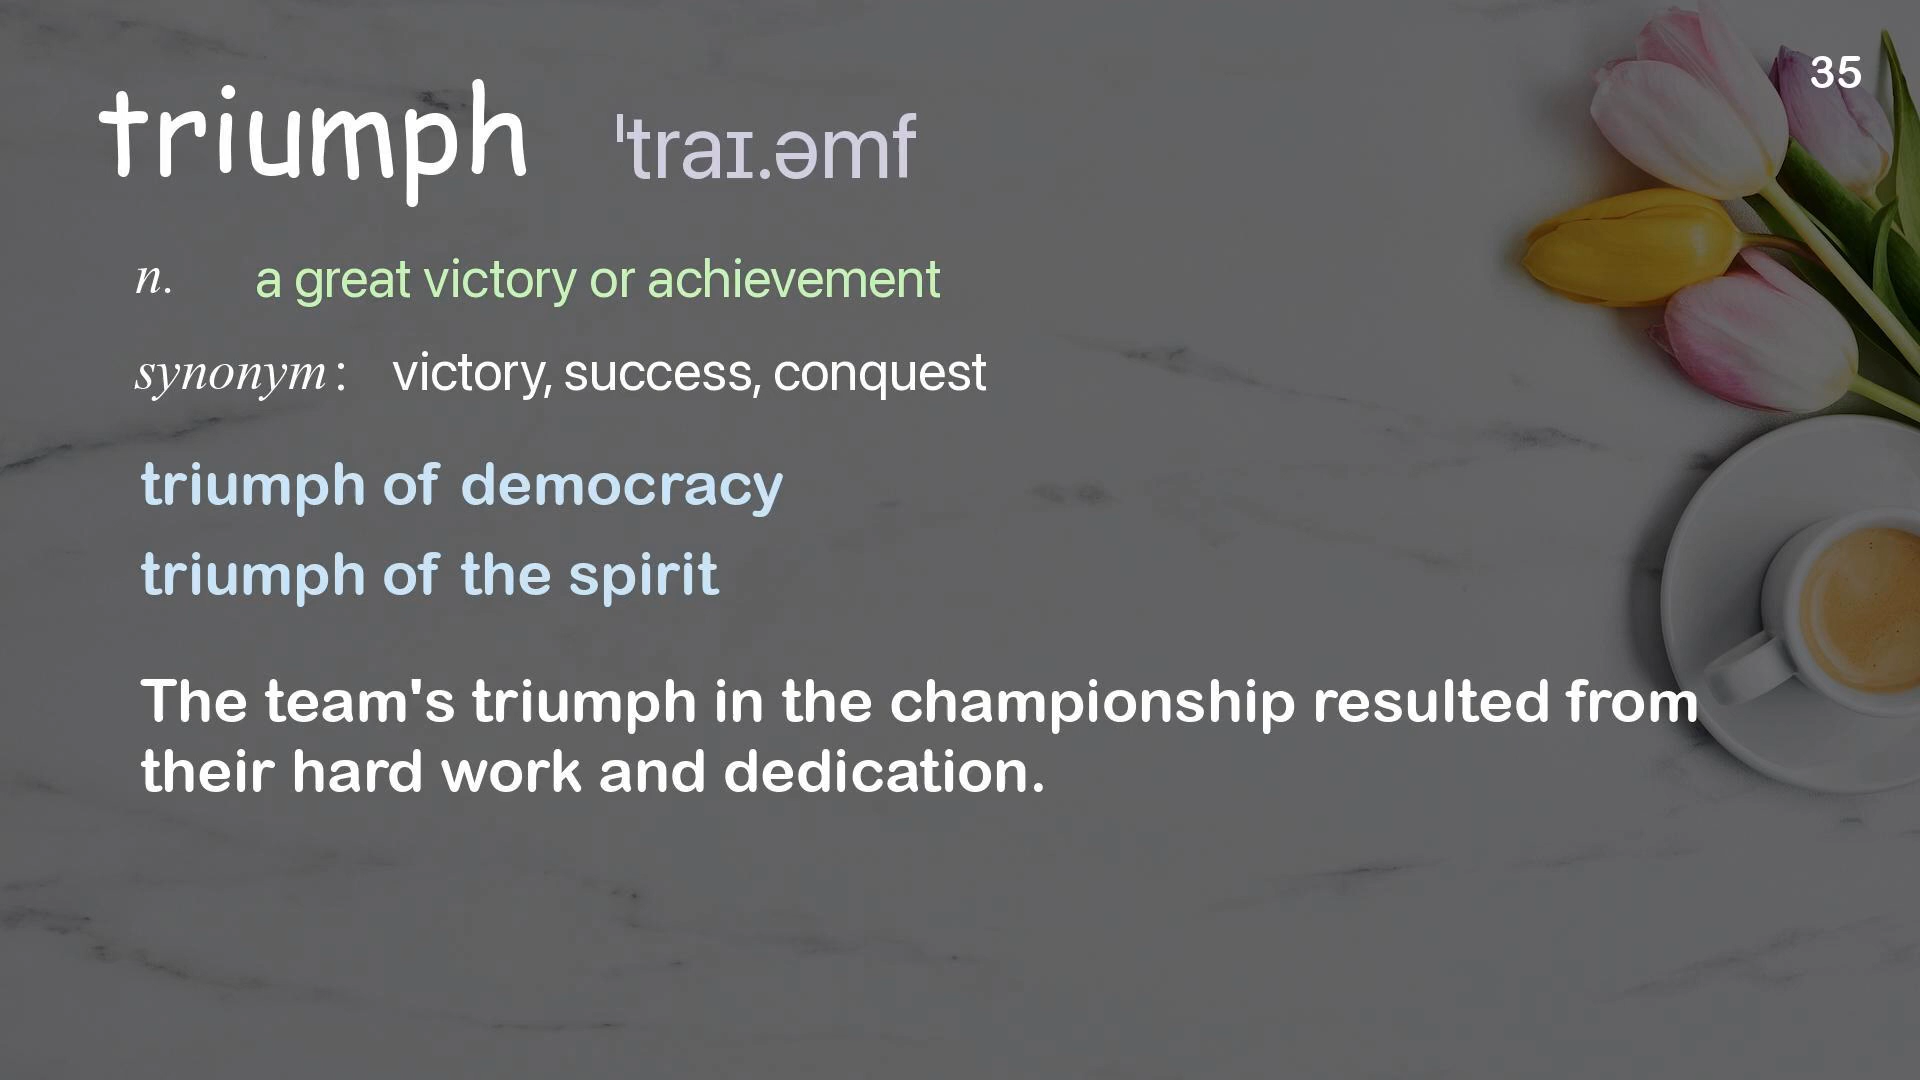 35
triumph ˈtraɪ.əmf
n. a great victory or achievement
synonym: victory, success, conquest
triumph of democracy
triumph of the spirit
The team's triumph in the championship resulted from
their hard work and dedication.